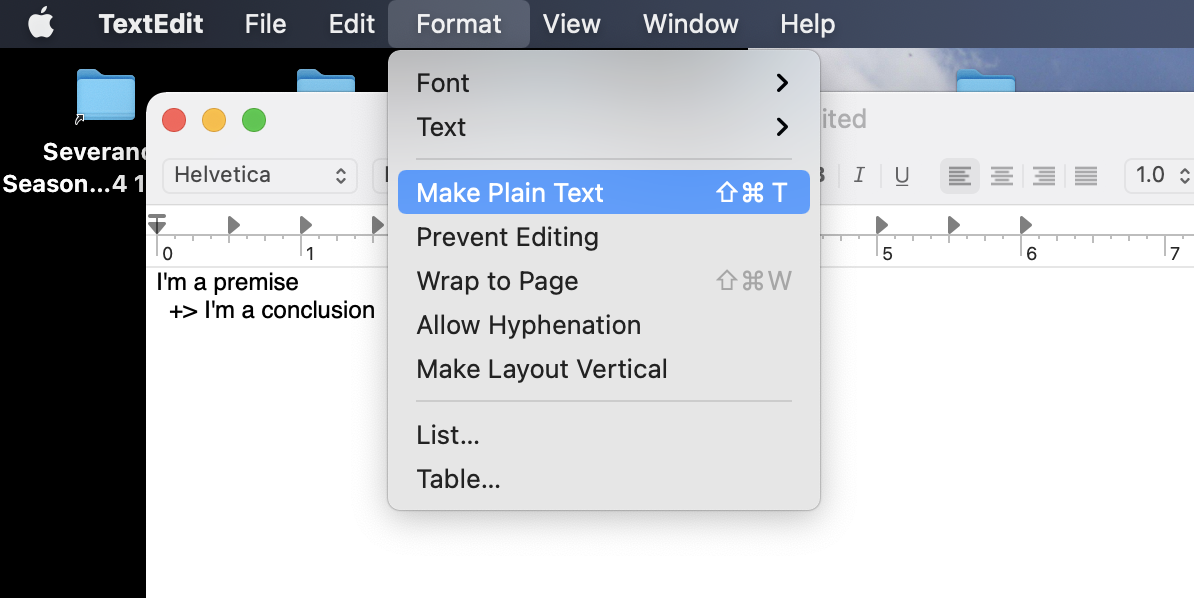 TextEdit File Edit Format View Window Help
Severanc
Season...4 1
ited
Helvetica
I U
1.0
0 1 5 6 7
I'm a premise
+> I'm a conclusion
Font
Text
Make Plain Text ⇧⌘ T
Prevent Editing
Wrap to Page ⇧⌘W
Allow Hyphenation
Make Layout Vertical
List...
Table...